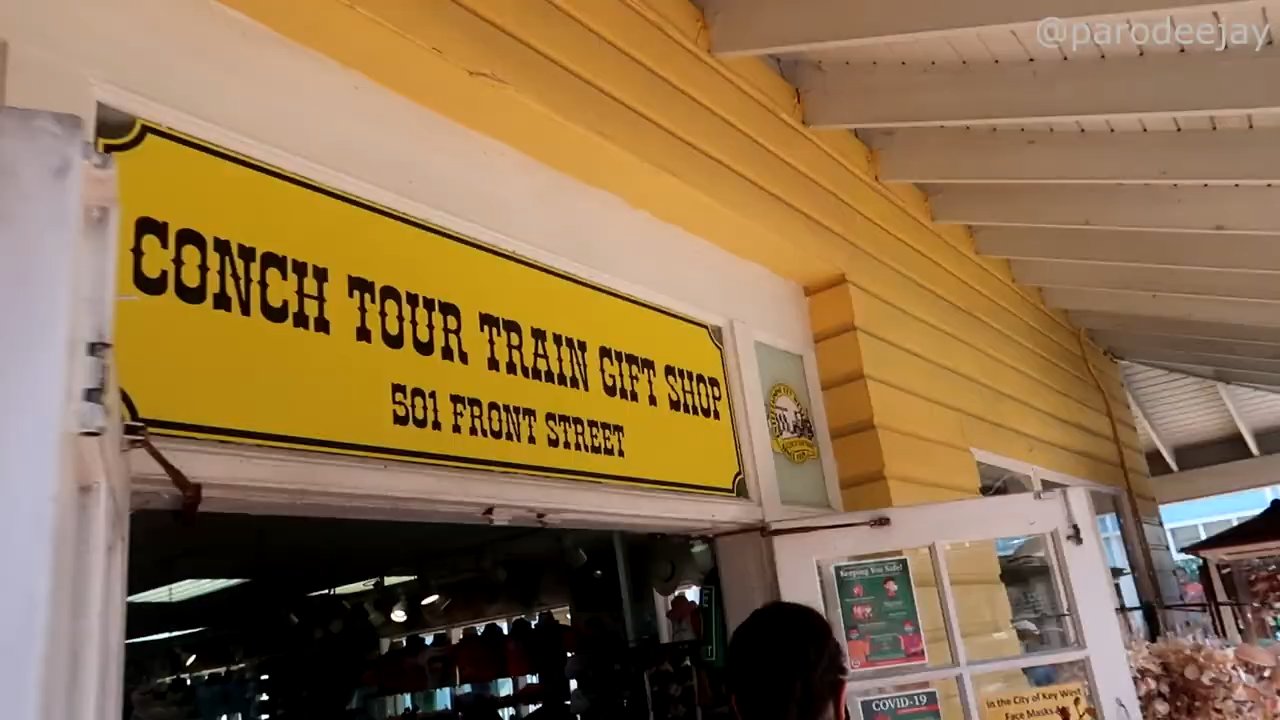 @parodeejay
CONCH TOUR TRAIN GIFT SHOP
501 FRONT STREET
Keeping You Safe!
COVID-19
in the City of Key West
Face Masks